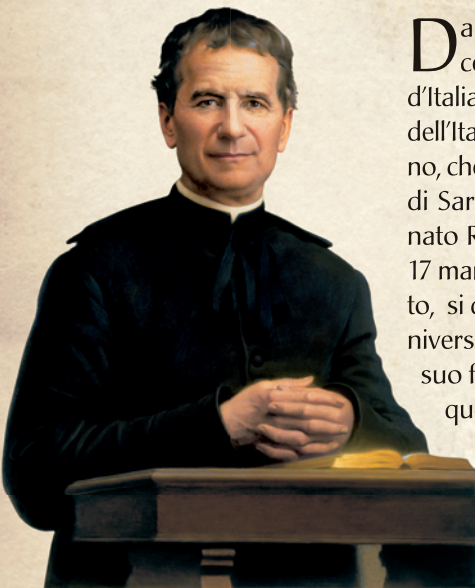 Da
co
d'Italia
dell'Ita
no, che
di Sar
nato R
17 mar
to, si d
nivers
suo f
qu